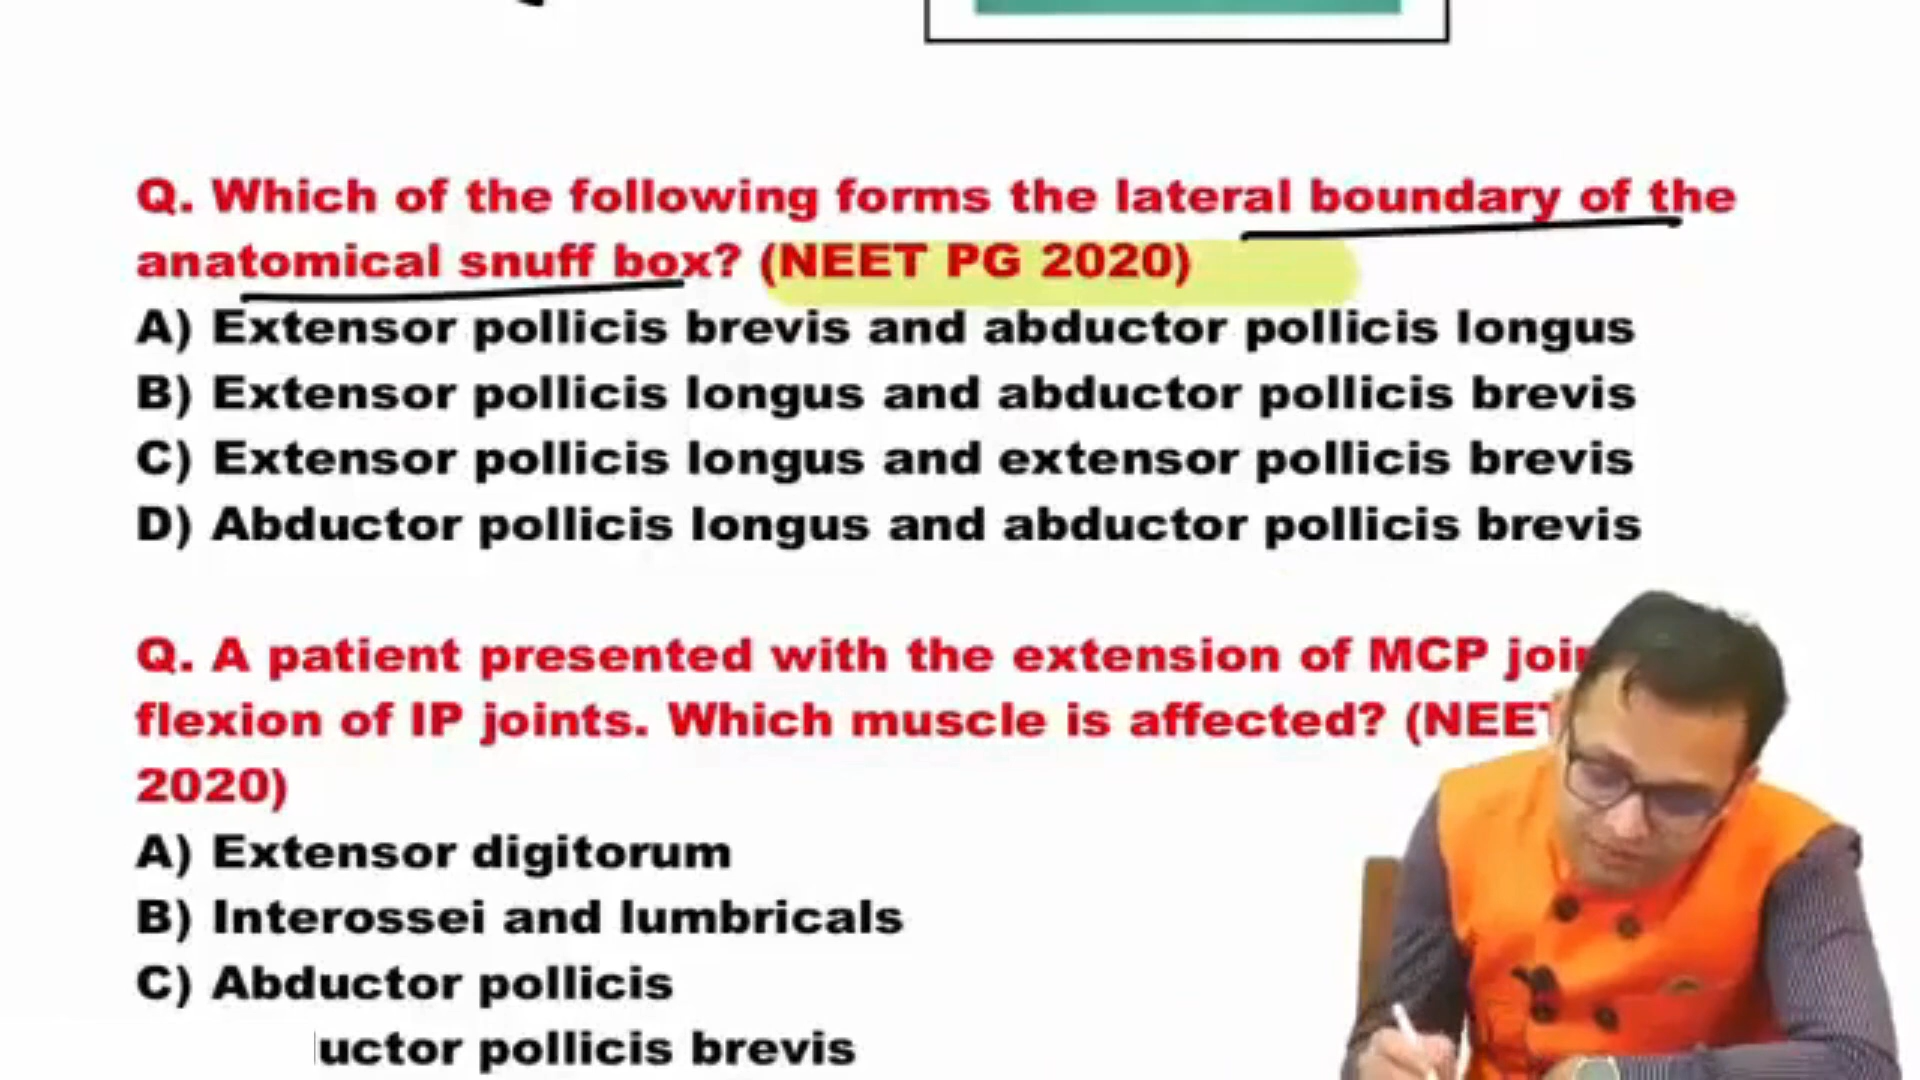 Q. Which of the following forms the lateral boundary of the
anatomical snuff box? (NEET PG 2020)
A) Extensor pollicis brevis and abductor pollicis longus
B) Extensor pollicis longus and abductor pollicis brevis
C) Extensor pollicis longus and extensor pollicis brevis
D) Abductor pollicis longus and abductor pollicis brevis
Q. A patient presented with the extension of MCP
flexion of IP joints. Which muscle is affected? (NEET
2020)
A) Extensor digitorum
B) Interossei and lumbricals
C) Abductor pollicis
pollicis brevis